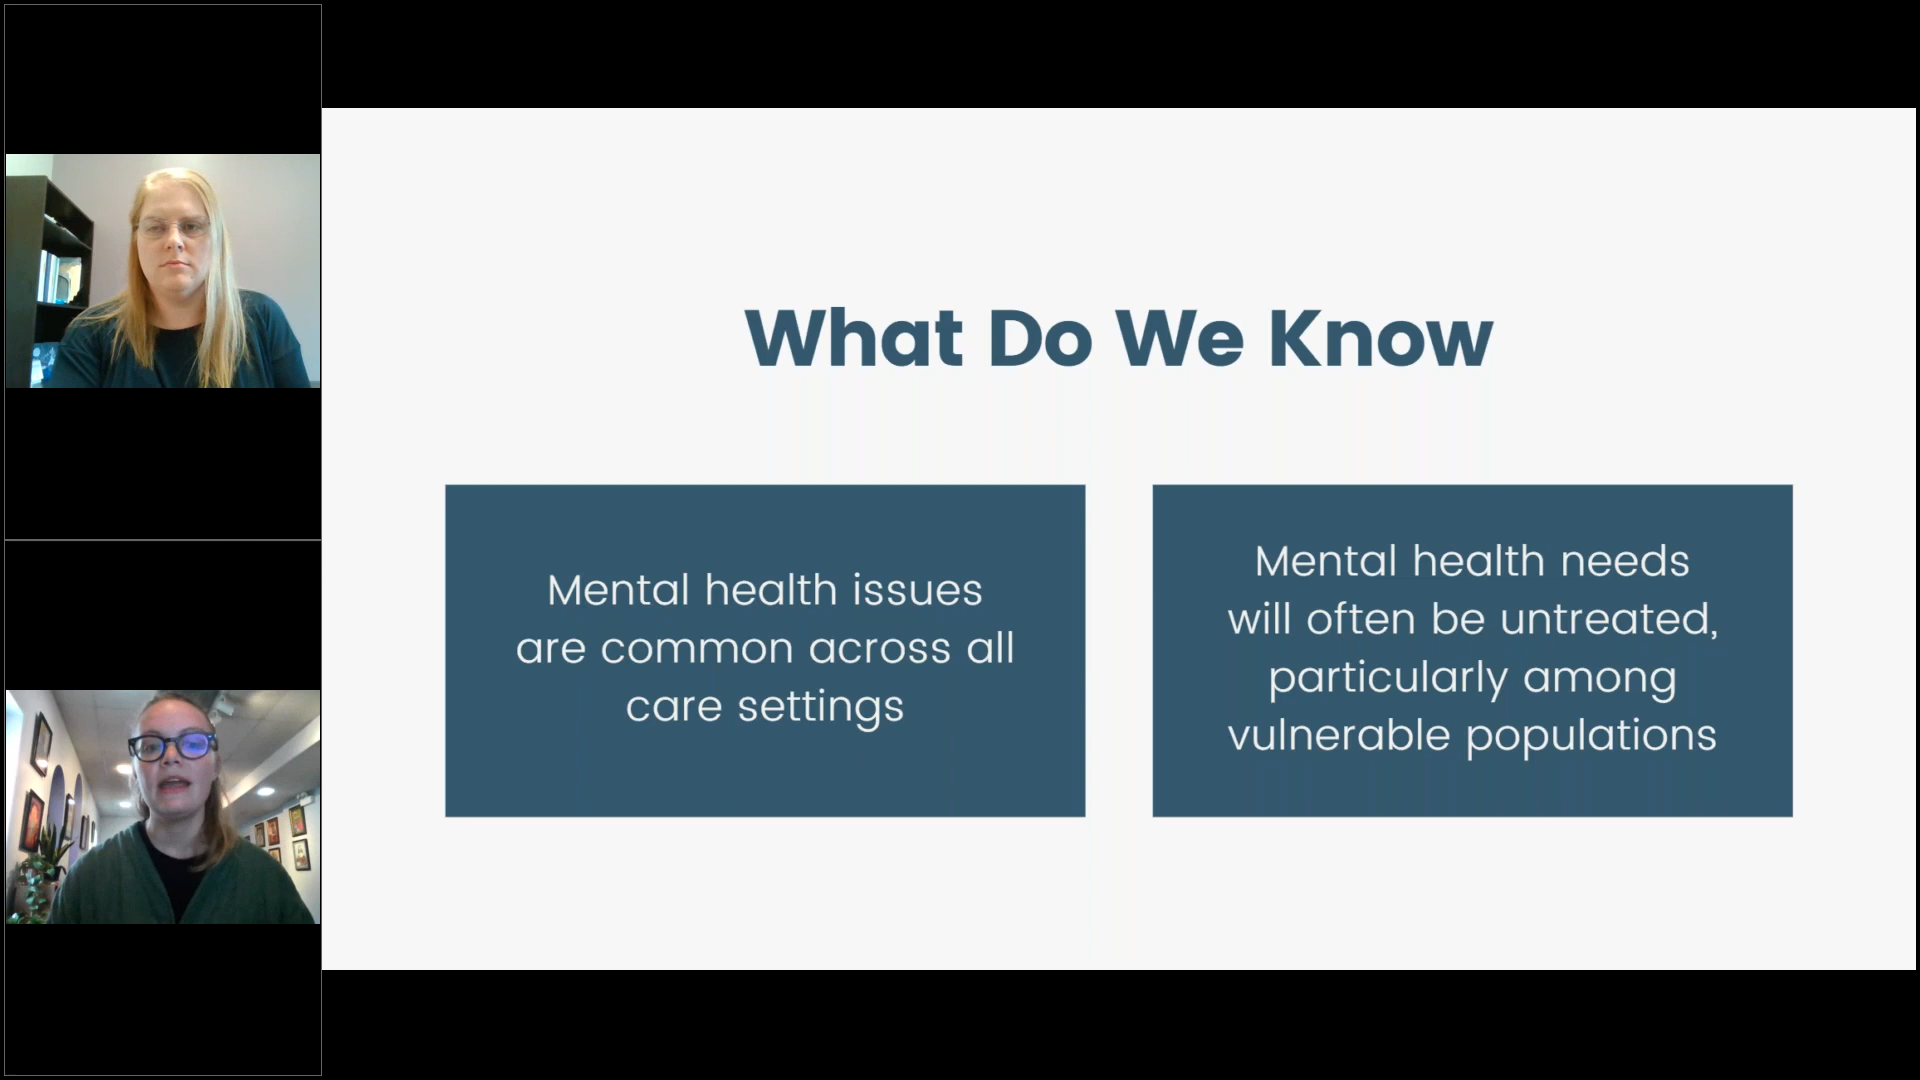 What Do We Know
Mental health issues
are common across all
care settings
Mental health needs
will often be untreated,
particularly among
vulnerable populations